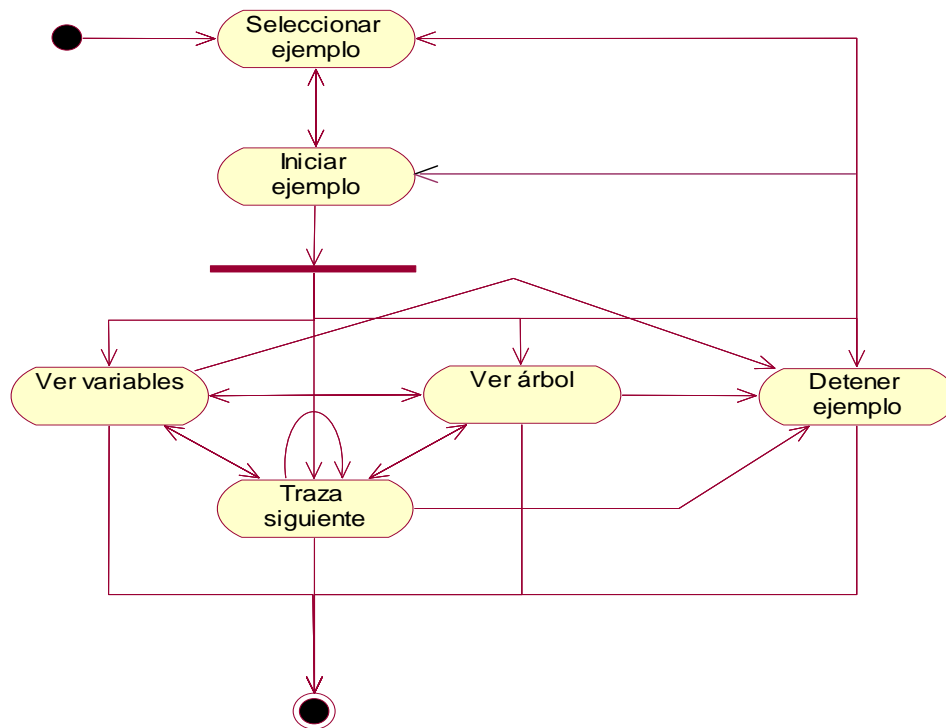 Seleccionar
ejemplo
Iniciar
ejemplo
Ver variables
Ver árbol
Detener
ejemplo
Traza
siguiente